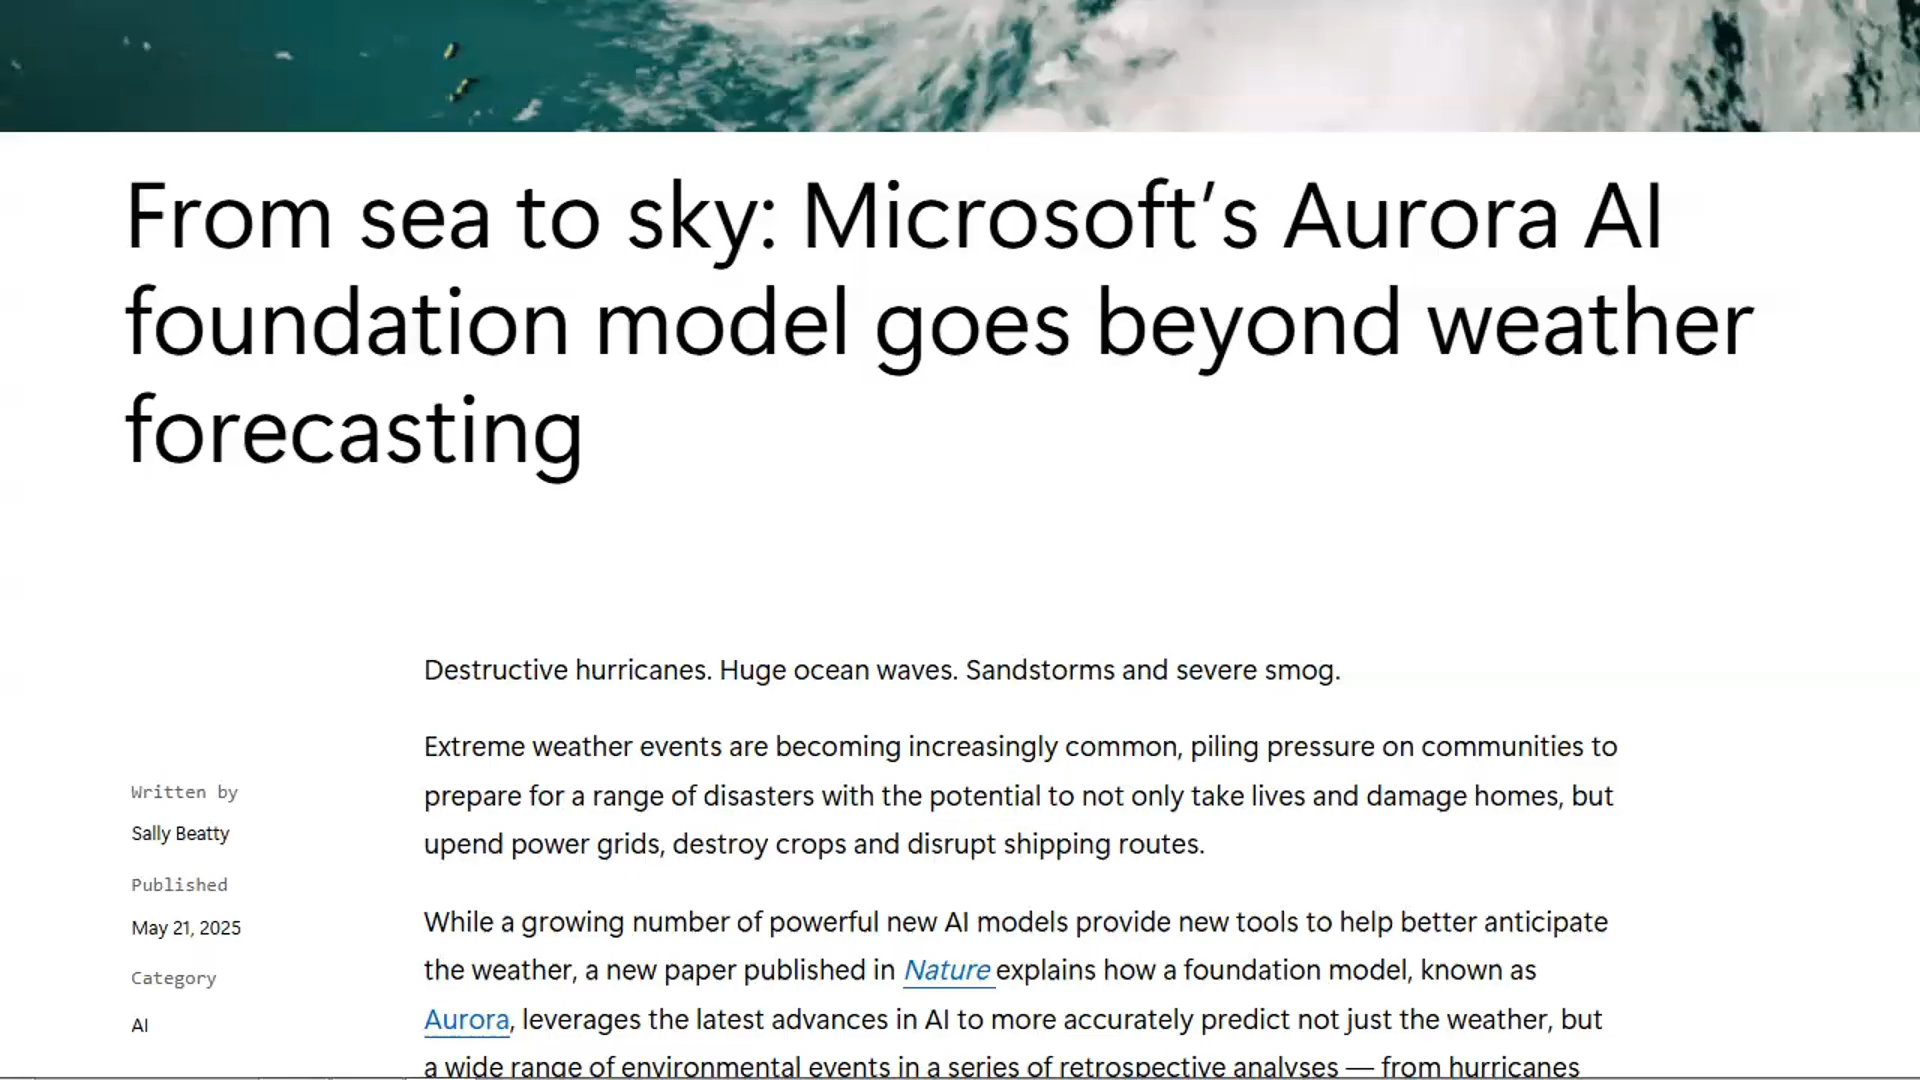 From sea to sky: Microsoft’s Aurora AI
foundation model goes beyond weather
forecasting
Destructive hurricanes. Huge ocean waves. Sandstorms and severe smog.
Extreme weather events are becoming increasingly common, piling pressure on communities to
prepare for a range of disasters with the potential to not only take lives and damage homes, but
upend power grids, destroy crops and disrupt shipping routes.
Written by
Sally Beatty
Published
May 21, 2025
Category
AI
While a growing number of powerful new AI models provide new tools to help better anticipate
the weather, a new paper published in Nature explains how a foundation model, known as
Aurora, leverages the latest advances in AI to more accurately predict not just the weather, but
a wide range of environmental events in a series of retrospective analyses — from hurricanes